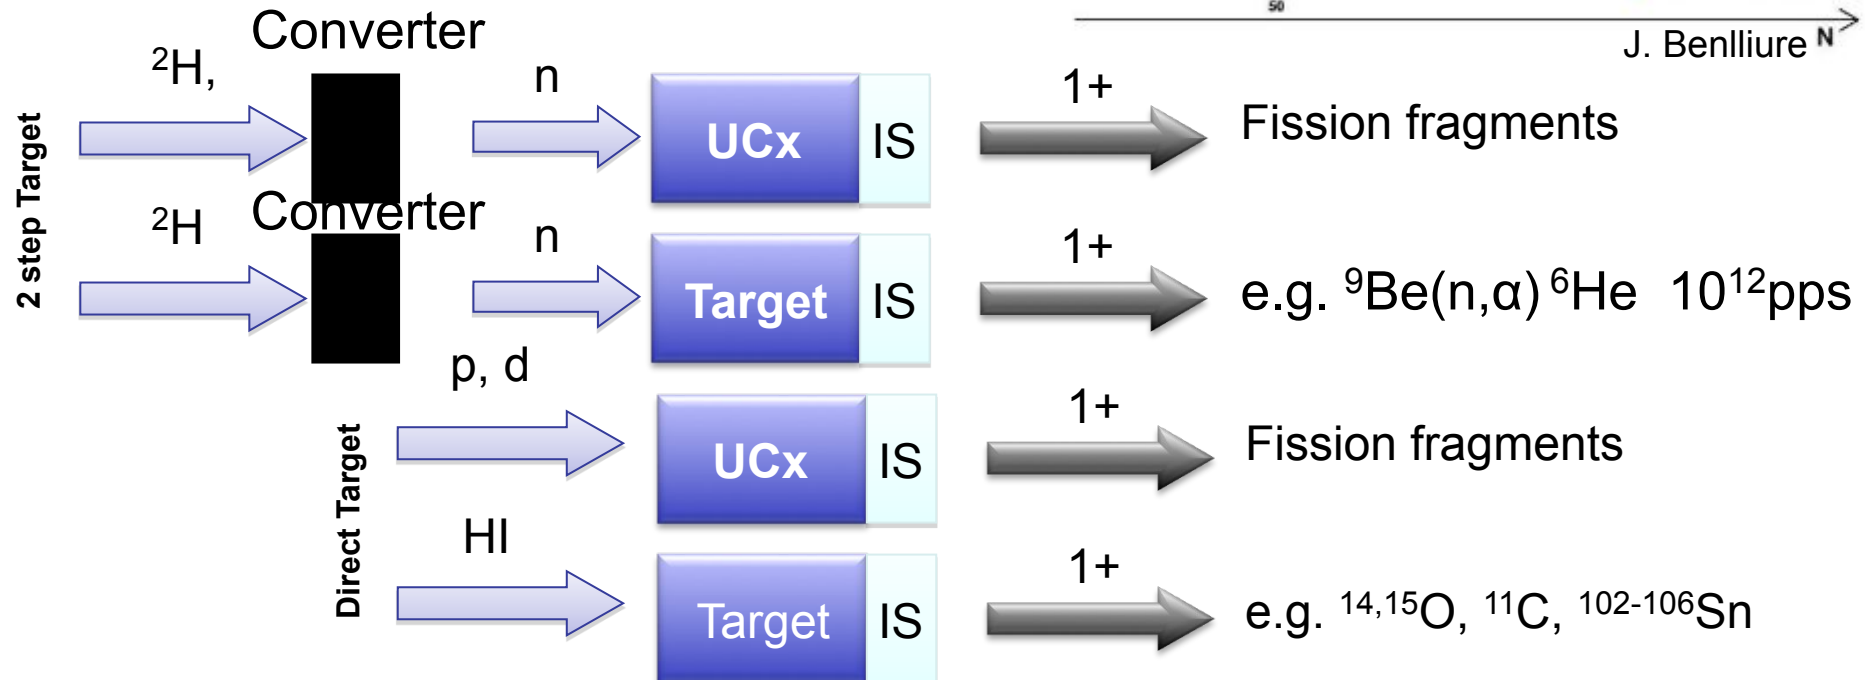 50
N
J. Benlliure
2 step Target
Converter
²H,
n
UCx
IS
1+
Fission fragments
Converter
²H
n
Target
IS
1+
e.g. ⁹Be(n,α) ⁶He 10¹²pps
Direct Target
p, d
UCx
IS
1+
Fission fragments
HI
Target
IS
1+
e.g. ¹⁴,¹⁵O, ¹¹C, ¹⁰²⁻¹⁰⁶Sn